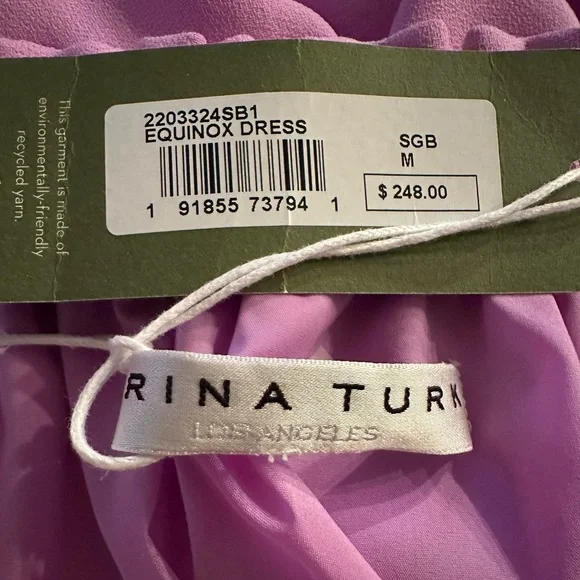 This garment is made of
environmentally-friendly
recycled yarn.
2203324SB1
EQUINOX DRESS
SGB
M
$ 248.00
1 91855 73794 1
RINA TURK
LOS ANGELES